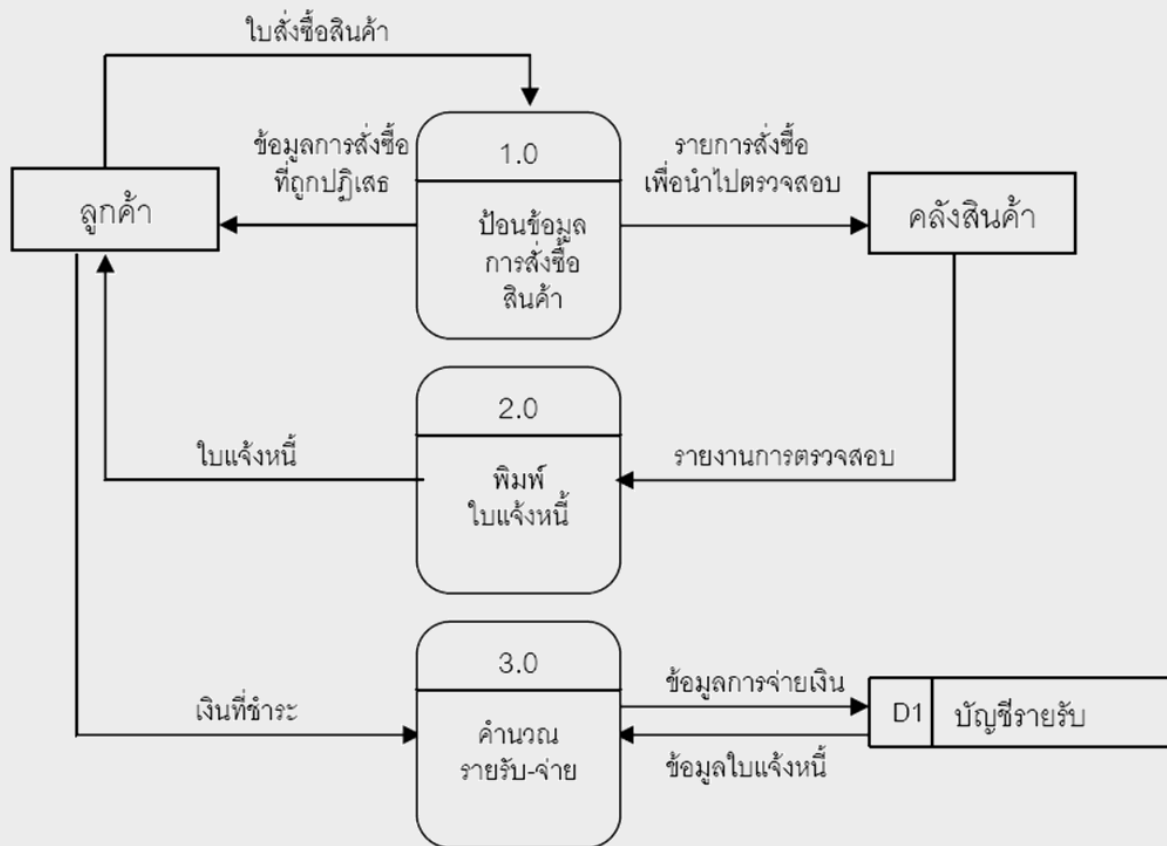 ใบสั่งซื้อสินค้า
ข้อมูลการสั่งซื้อ
ที่ถูกปฏิเสธ
1.0
รายการสั่งซื้อ
เพื่อนำไปตรวจสอบ
ลูกค้า
ป้อนข้อมูล
การสั่งซื้อ
สินค้า
คลังสินค้า
2.0
ใบแจ้งหนี้
พิมพ์
ใบแจ้งหนี้
รายงานการตรวจสอบ
3.0
เงินที่ชำระ
คำนวณ
รายรับ-จ่าย
ข้อมูลการจ่ายเงิน
D1 บัญชีรายรับ
ข้อมูลใบแจ้งหนี้